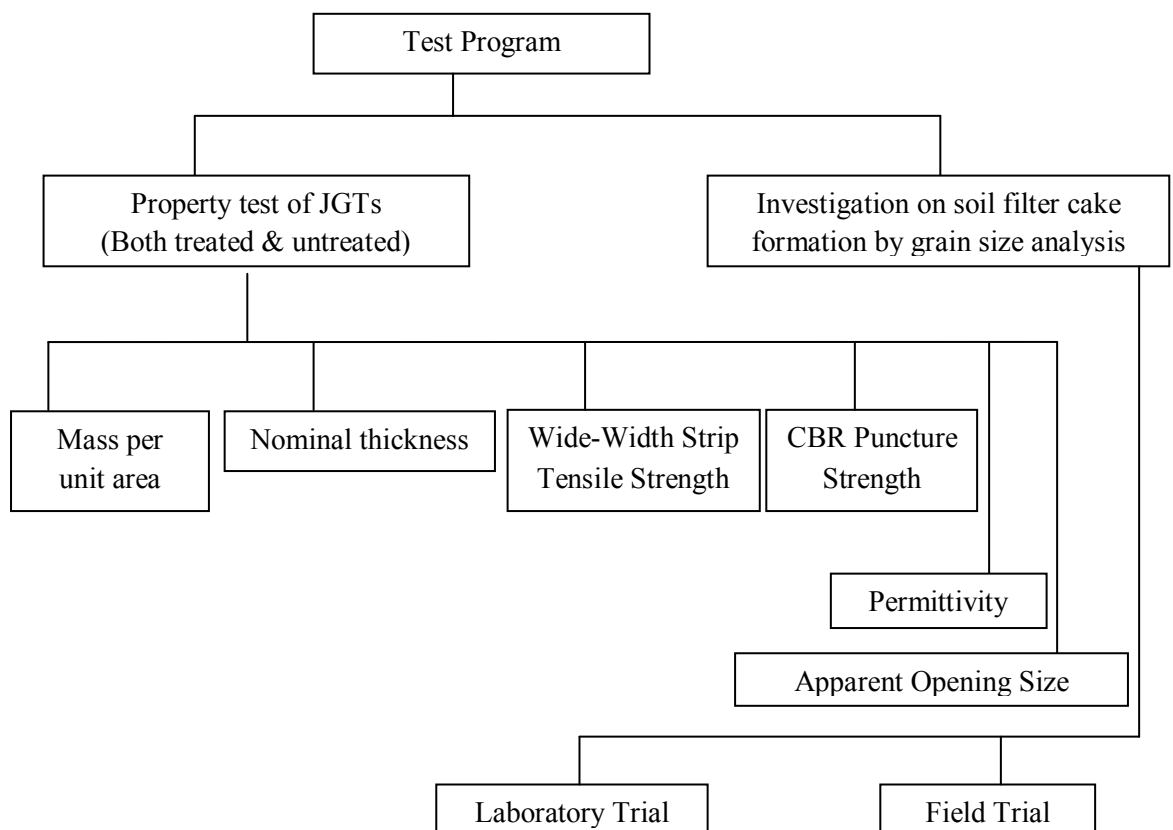 Test Program
Property test of JGTs
(Both treated & untreated)
Investigation on soil filter cake
formation by grain size analysis
Mass per
unit area
Nominal thickness
Wide-Width Strip
Tensile Strength
CBR Puncture
Strength
Permittivity
Apparent Opening Size
Laboratory Trial
Field Trial